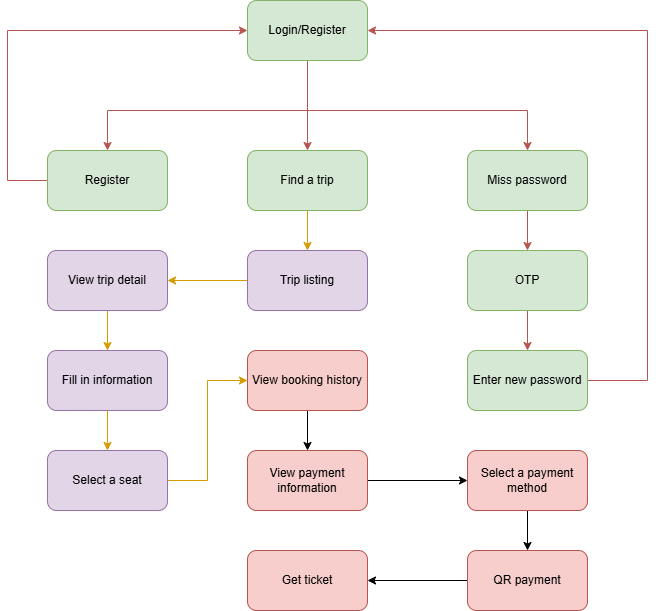 Login/Register
Register
Find a trip
Miss password
View trip detail
Trip listing
OTP
Fill in information
View booking history
Enter new password
Select a seat
View payment
information
Select a payment
method
Get ticket
QR payment